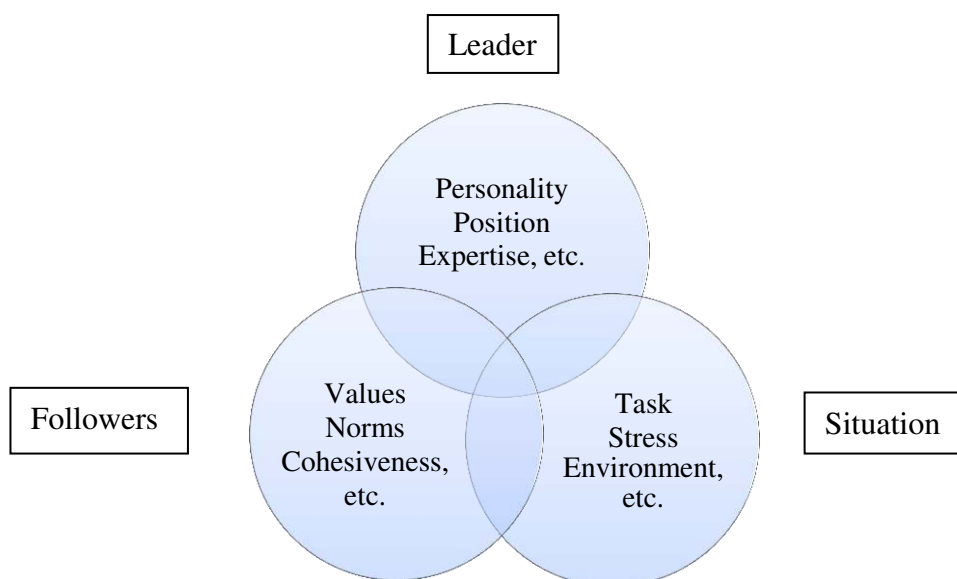 Leader
Personality
Position
Expertise, etc.
Followers
Values
Norms
Cohesiveness,
etc.
Task
Stress
Environment,
etc.
Situation